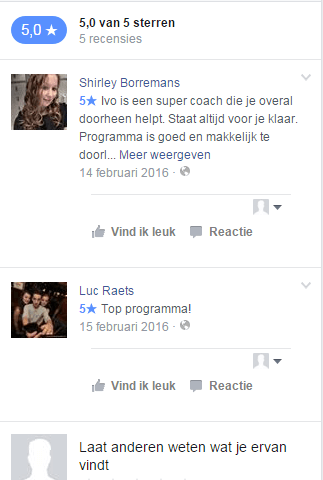 5,0 ★ 5,0 van 5 sterren
5 recensies
Shirley Borremans
5★ Ivo is een super coach die je overal
doorheen helpt. Staat altijd voor je klaar.
Programma is goed en makkelijk te
doorl... Meer weergeven
14 februari 2016 ·
Vind ik leuk Reactie
Luc Raets
5★ Top programma!
15 februari 2016 ·
Vind ik leuk Reactie
Laat anderen weten wat je ervan
vindt